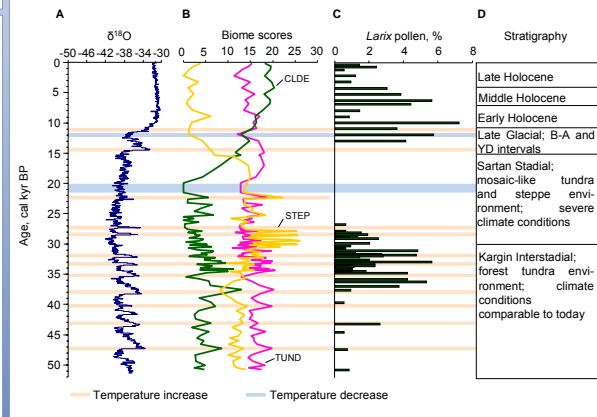 A
B
C
D
δ18O
Biome scores
Larix pollen, %
Stratigraphy
-50 -46 -42 -38 -34 -30
0 5 10 15 20 25 30
0 2 4 6 8
Age, cal kyr BP
0
5
10
15
20
25
30
35
40
45
50
CLDE
STEP
TUND
Late Holocene
Middle Holocene
Early Holocene
Late Glacial; B-A and
YD intervals
Sartan Stadial;
mosaic-like tundra
and steppe envi-
ronment; severe
climate conditions
Kargin Interstadial;
forest tundra envi-
ronment; climate
conditions
comparable to today
Temperature increase
Temperature decrease